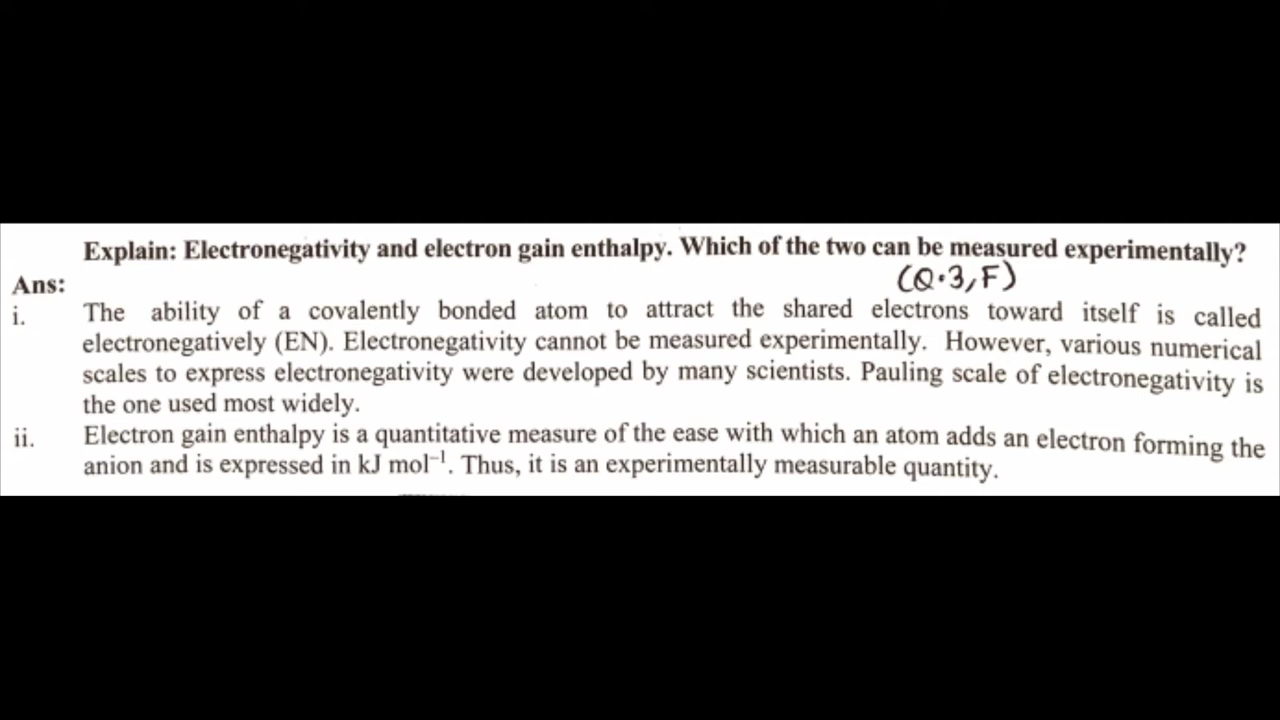 Explain: Electronegativity and electron gain enthalpy. Which of the two can be measured experimentally?
Ans: (Q.3,F)
i. The ability of a covalently bonded atom to attract the shared electrons toward itself is called
electronegatively (EN). Electronegativity cannot be measured experimentally. However, various numerical
scales to express electronegativity were developed by many scientists. Pauling scale of electronegativity is
the one used most widely.
ii. Electron gain enthalpy is a quantitative measure of the ease with which an atom adds an electron forming the
anion and is expressed in kJ mol⁻¹. Thus, it is an experimentally measurable quantity.